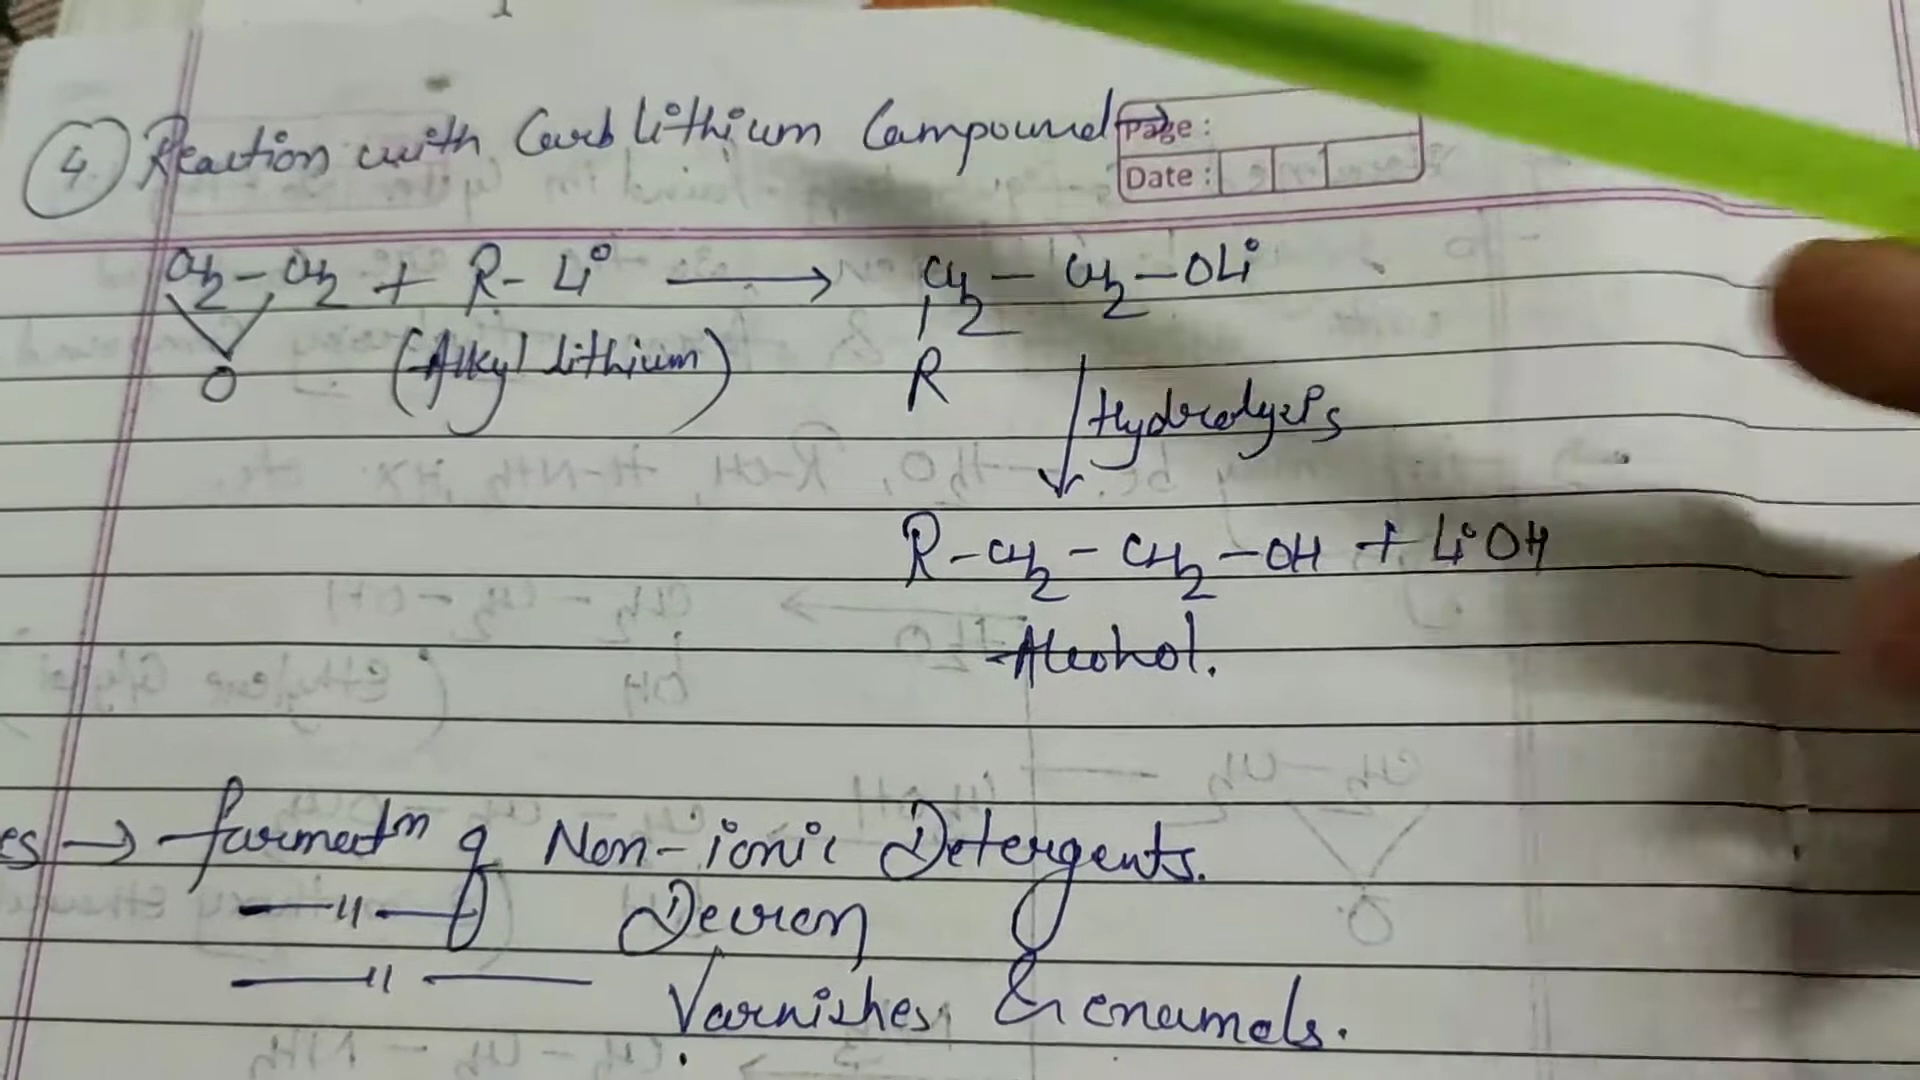 4. Reaction with Carb lithium Compound →
Page :
Date :
CH2 - CH2 + R - Li → CH2 - CH2 - OLi
O (Alkyl lithium) R
↓ Hydrolysis
R - CH2 - CH2 - OH + LiOH
Alcohol.
es → formatn of Non-ionic Detergents.
—"— of Decron
—"— Varnishes & enamels.